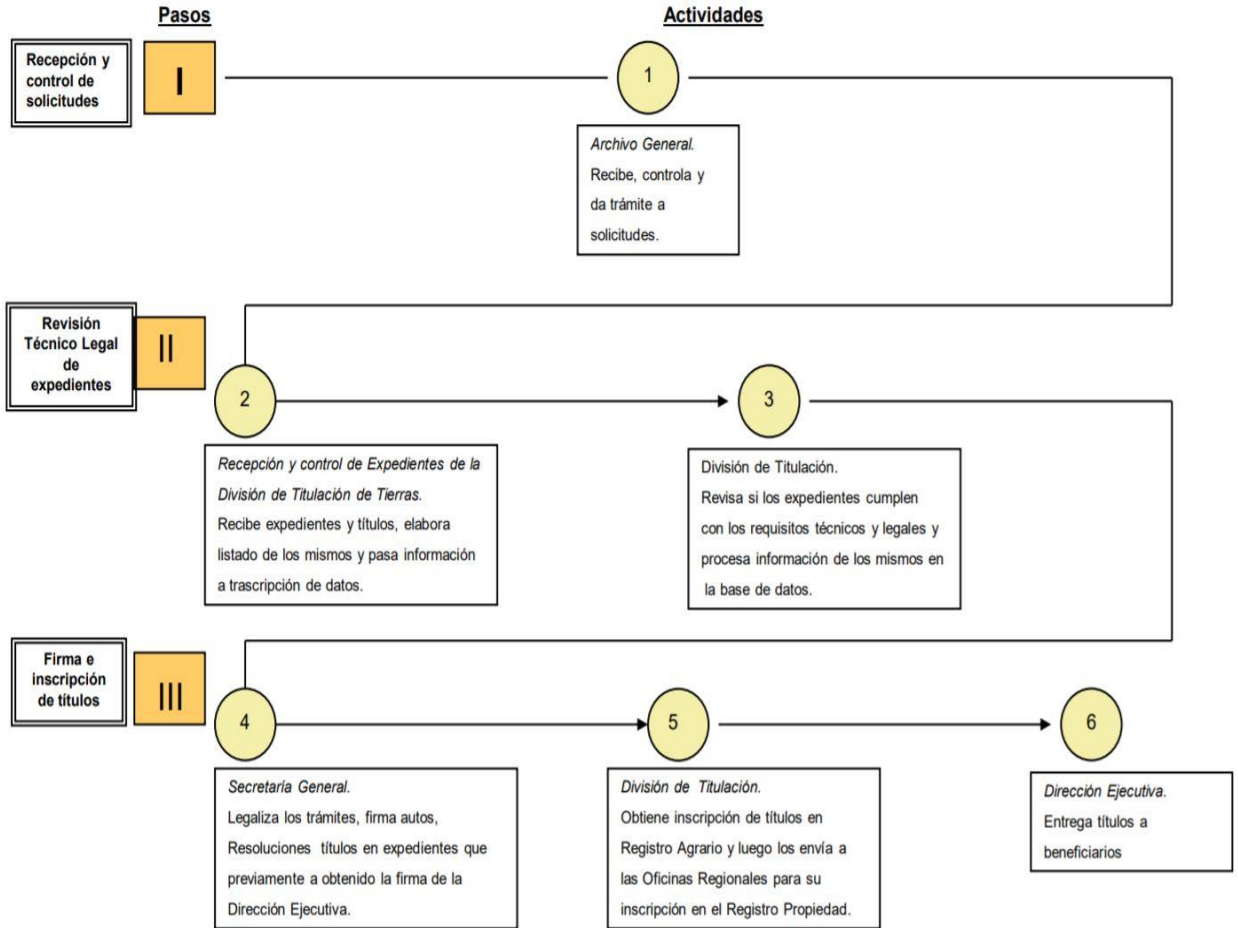 Pasos
Actividades
Recepción y
control de
solicitudes
I
1
Archivo General.
Recibe, controla y
da trámite a
solicitudes.
Revisión
Técnico Legal
de
expedientes
II
2
3
Recepción y control de Expedientes de la
División de Titulación de Tierras.
Recibe expedientes y títulos, elabora
listado de los mismos y pasa información
a trascripción de datos.
División de Titulación.
Revisa si los expedientes cumplen
con los requisitos técnicos y legales y
procesa información de los mismos en
la base de datos.
Firma e
inscripción
de títulos
III
4
5
6
Secretaría General.
Legaliza los trámites, firma autos,
Resoluciones títulos en expedientes que
previamente a obtenido la firma de la
Dirección Ejecutiva.
División de Titulación.
Obtiene inscripción de títulos en
Registro Agrario y luego los envía a
las Oficinas Regionales para su
inscripción en el Registro Propiedad.
Dirección Ejecutiva.
Entrega títulos a
beneficiarios